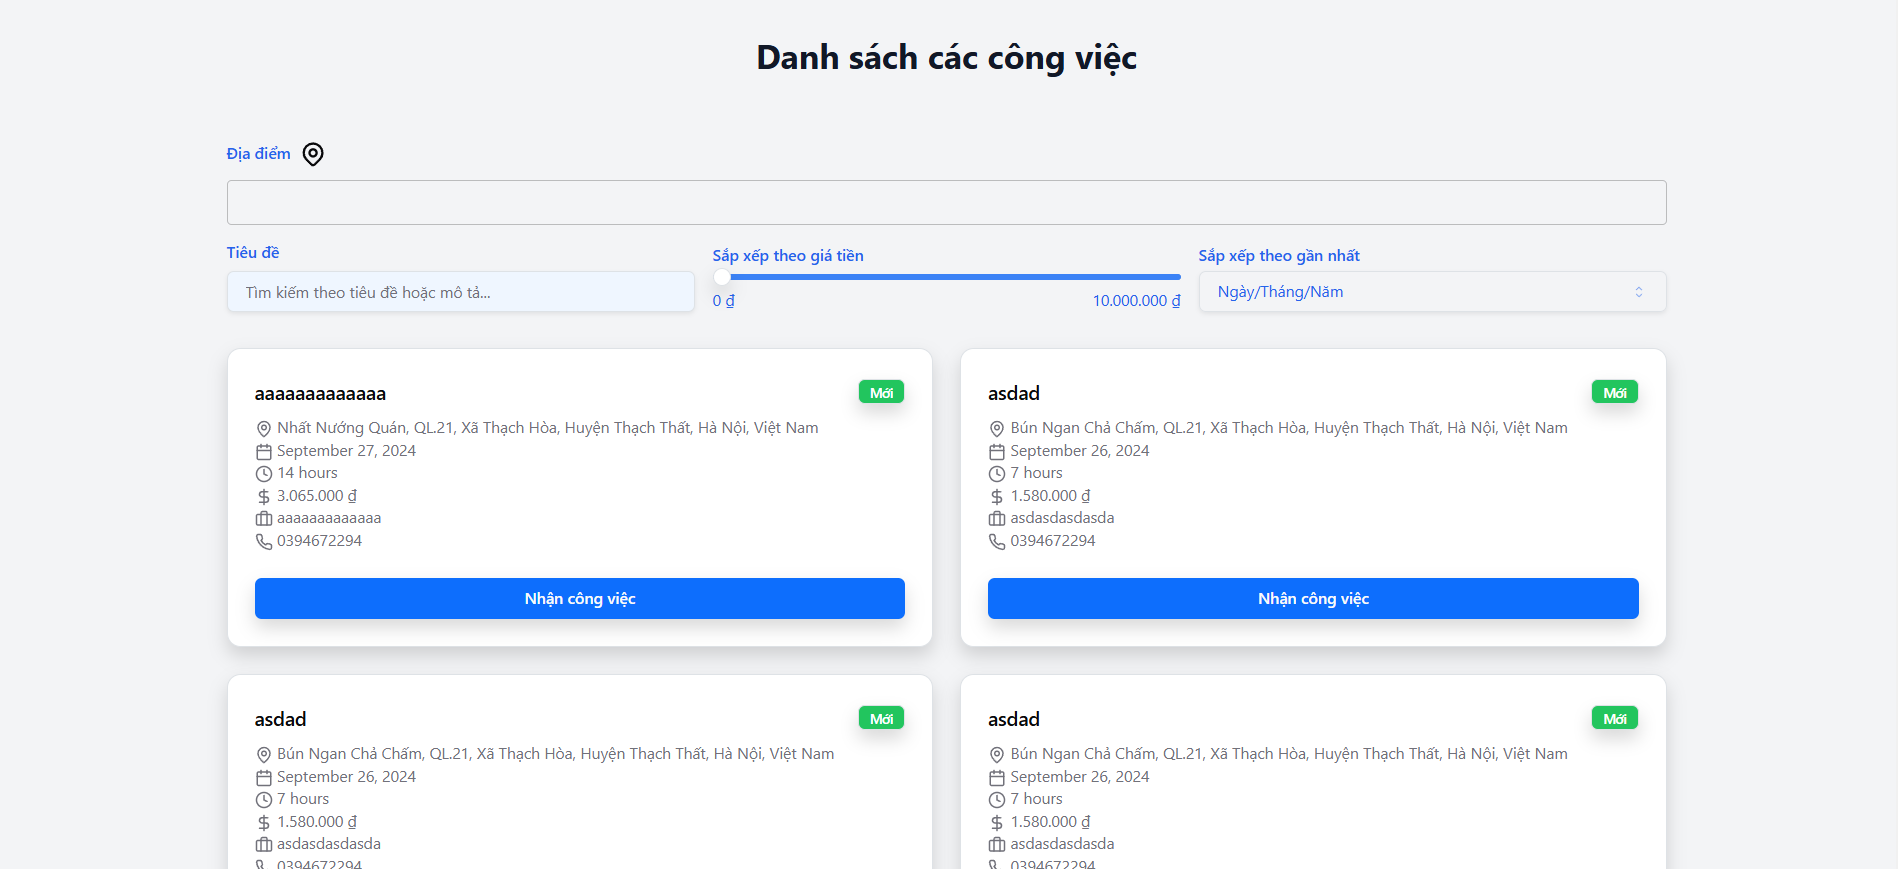 Danh sách các công việc
Địa điểm
Tiêu đề
Tìm kiếm theo tiêu đề hoặc mô tả...
Sắp xếp theo giá tiền
0 ₫
10.000.000 ₫
Sắp xếp theo gần nhất
Ngày/Tháng/Năm
aaaaaaaaaaaaa
Mới
Nhất Nướng Quán, QL.21, Xã Thạch Hòa, Huyện Thạch Thất, Hà Nội, Việt Nam
September 27, 2024
14 hours
3.065.000 ₫
aaaaaaaaaaaaa
0394672294
Nhận công việc
asdad
Mới
Bún Ngan Chả Chấm, QL.21, Xã Thạch Hòa, Huyện Thạch Thất, Hà Nội, Việt Nam
September 26, 2024
7 hours
1.580.000 ₫
asdasdasdasda
0394672294
Nhận công việc
asdad
Mới
Bún Ngan Chả Chấm, QL.21, Xã Thạch Hòa, Huyện Thạch Thất, Hà Nội, Việt Nam
September 26, 2024
7 hours
1.580.000 ₫
asdasdasdasda
0394672294
asdad
Mới
Bún Ngan Chả Chấm, QL.21, Xã Thạch Hòa, Huyện Thạch Thất, Hà Nội, Việt Nam
September 26, 2024
7 hours
1.580.000 ₫
asdasdasdasda
0394672294